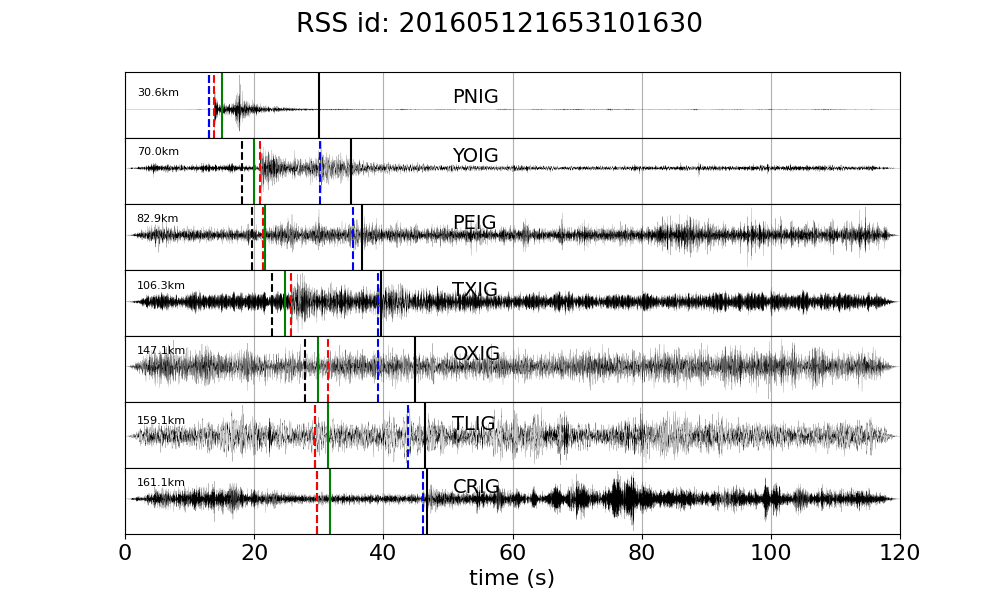 RSS id: 201605121653101630
30.6km
PNIG
70.0km
YOIG
82.9km
PEIG
106.3km
TXIG
147.1km
OXIG
159.1km
TLIG
161.1km
CRIG
0 20 40 60 80 100 120
time (s)